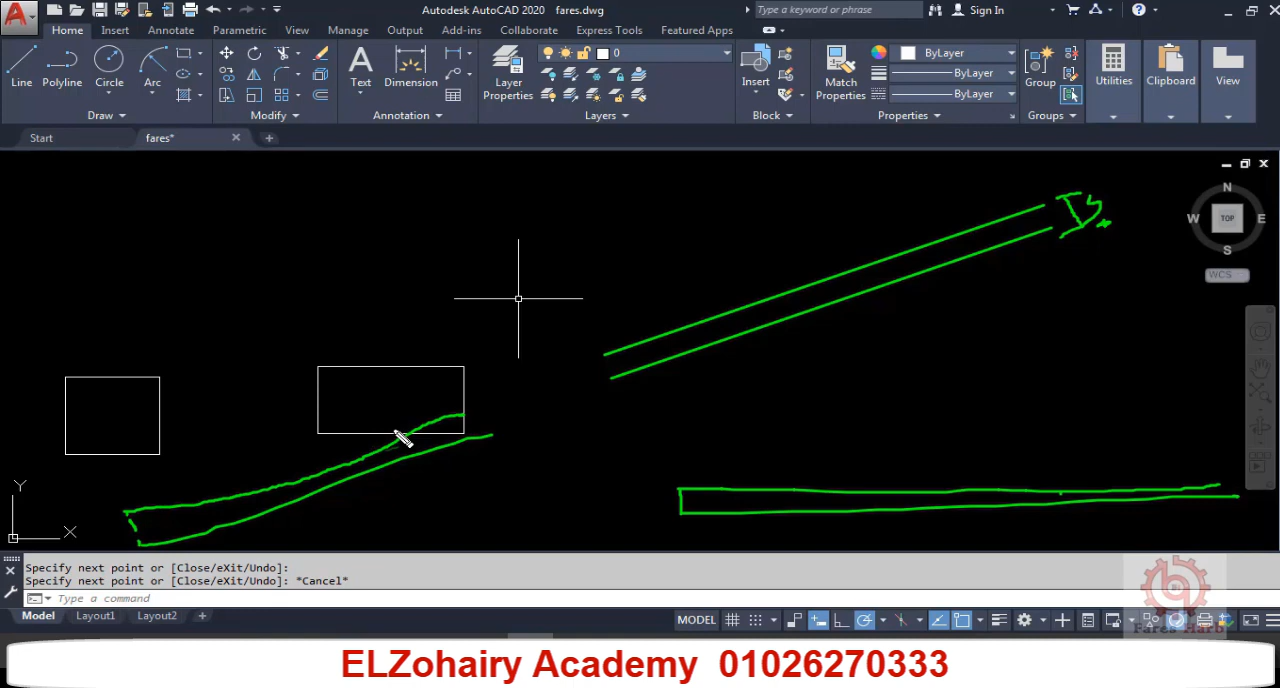 Autodesk AutoCAD 2020 fares.dwg
Type a keyword or phrase
Sign In
Home Insert Annotate Parametric View Manage Output Add-ins Collaborate Express Tools Featured Apps
Line Polyline Circle Arc
Text Dimension
Layer Properties
0
Insert
Match Properties
ByLayer
ByLayer
ByLayer
Group
Utilities Clipboard View
Draw Modify Annotation Layers Block Properties Groups
Start fares*
N
W TOP E
S
WCS
Y
X
Specify next point or [Close/eXit/Undo]:
Specify next point or [Close/eXit/Undo]: *Cancel*
Type a command
Model Layout1 Layout2 +
MODEL
Fares Harb
ELZohairy Academy 01026270333